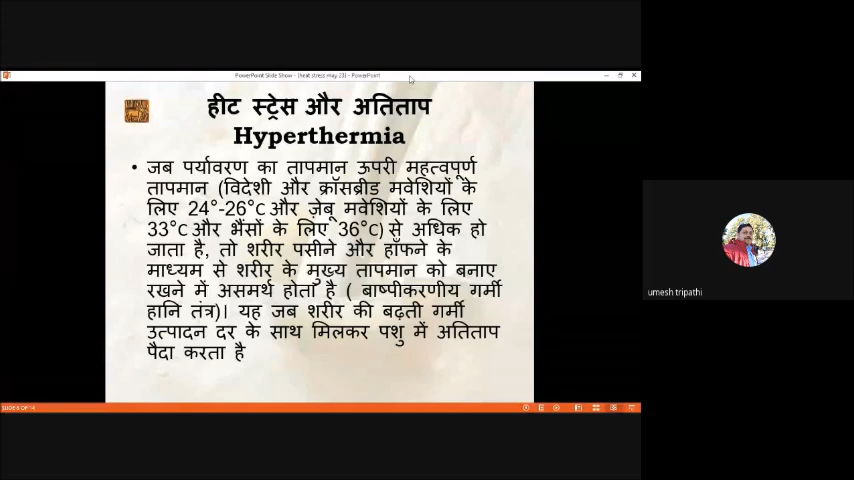 PowerPoint Slide Show - [heat stress may 23] - PowerPoint
हीट स्ट्रेस और अतिताप
Hyperthermia
• जब पर्यावरण का तापमान ऊपरी महत्वपूर्ण
तापमान (विदेशी और क्रॉसब्रीड मवेशियों के
लिए 24°-26°C और ज़ेबू मवेशियों के लिए
33°C और भैंसों के लिए 36°C) से अधिक हो
जाता है, तो शरीर पसीने और हाँफने के
माध्यम से शरीर के मुख्य तापमान को बनाए
रखने में असमर्थ होता है ( बाष्पीकरणीय गर्मी
हानि तंत्र)। यह जब शरीर की बढ़ती गर्मी
उत्पादन दर के साथ मिलकर पशु में अतिताप
पैदा करता है
umesh tripathi